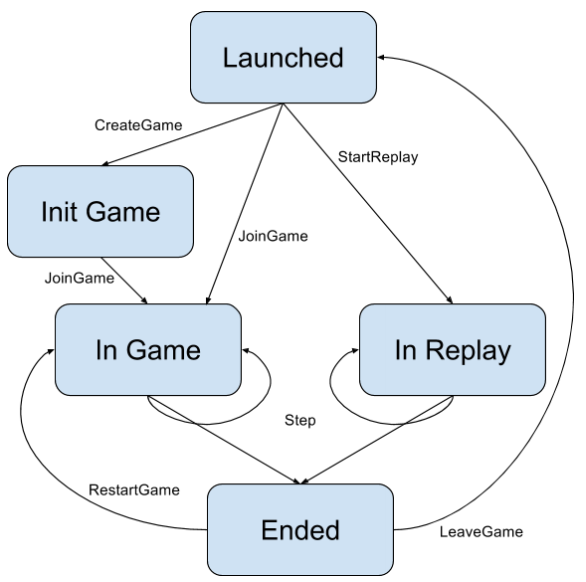 Launched
CreateGame
StartReplay
Init Game
JoinGame
JoinGame
In Game
In Replay
Step
RestartGame
Ended
LeaveGame